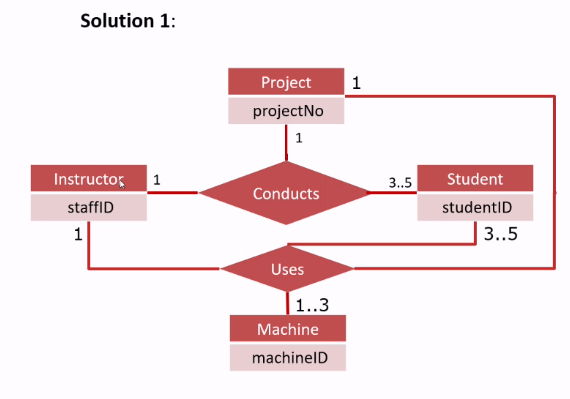 Solution 1:
Project 1
projectNo
1
Instructor 1
3..5 Student
Conducts
staffID
studentID
1
3..5
Uses
1..3
Machine
machineID